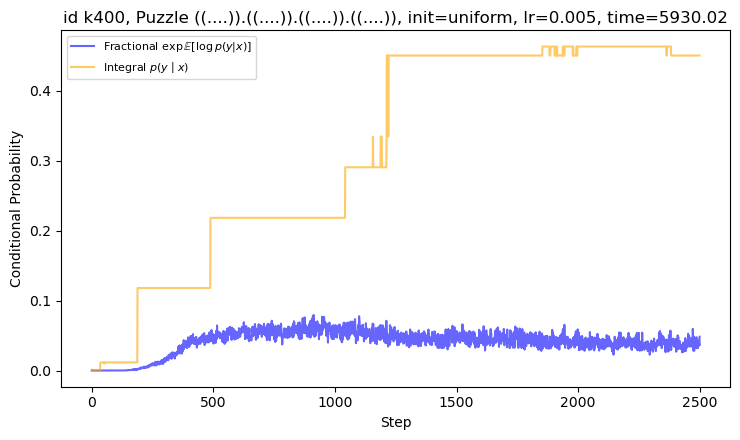 id k400, Puzzle ((....)).((....)).((....)).((....)), init=uniform, lr=0.005, time=5930.02
Fractional exp𝔼[log p(y|x)]
Integral p(y | x)
Conditional Probability
0.4
0.3
0.2
0.1
0.0
0
500
1000
1500
2000
2500
Step